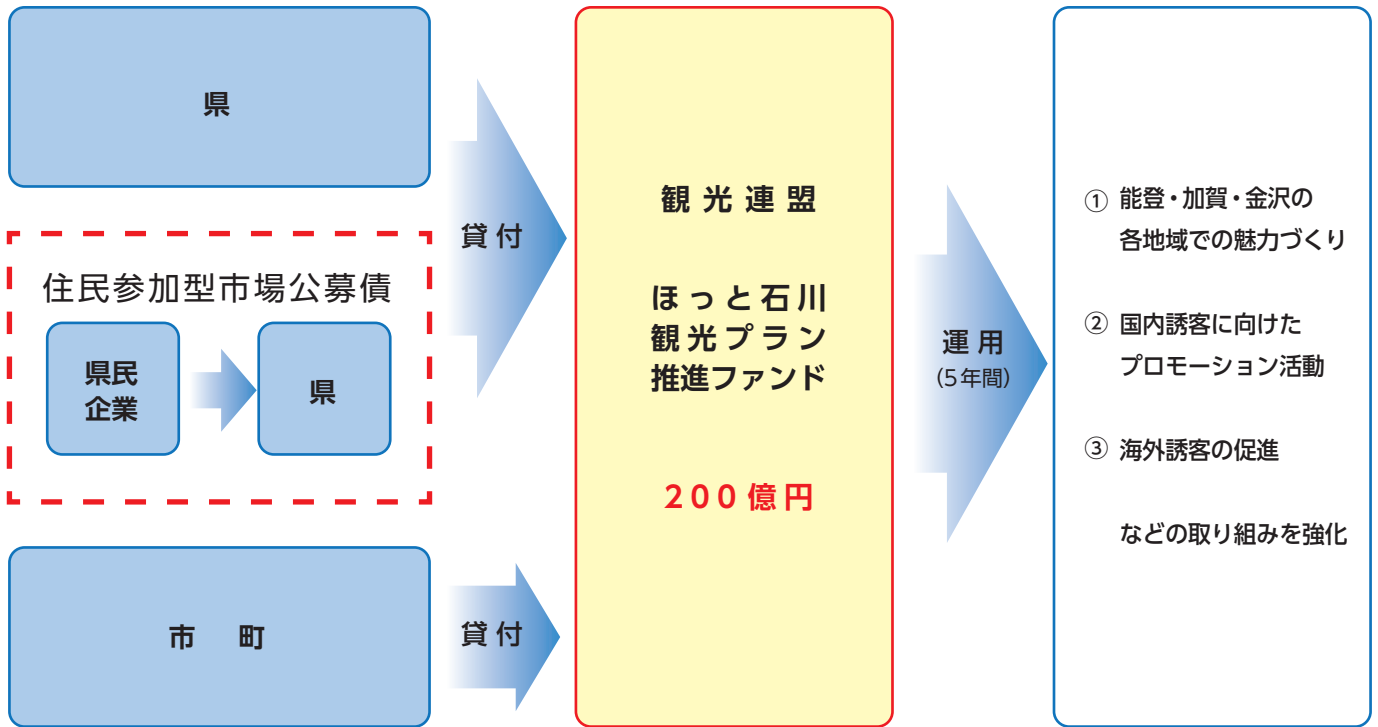 県
住民参加型市場公募債
県民
企業
県
市 町
貸付
貸付
観光連盟
ほっと石川
観光プラン
推進ファンド
200億円
運用
(5年間)
① 能登・加賀・金沢の
各地域での魅力づくり
② 国内誘客に向けた
プロモーション活動
③ 海外誘客の促進
などの取り組みを強化